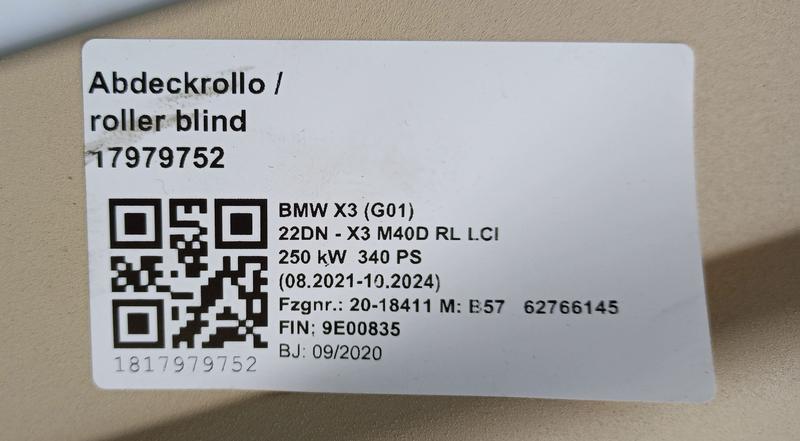 Abdeckrollo /
roller blind
17979752
BMW X3 (G01)
22DN - X3 M40D RL LCI
250 kW 340 PS
(08.2021-10.2024)
Fzgnr.: 20-18411 M: B57 62766145
FIN: 9E00835
BJ: 09/2020
1817979752